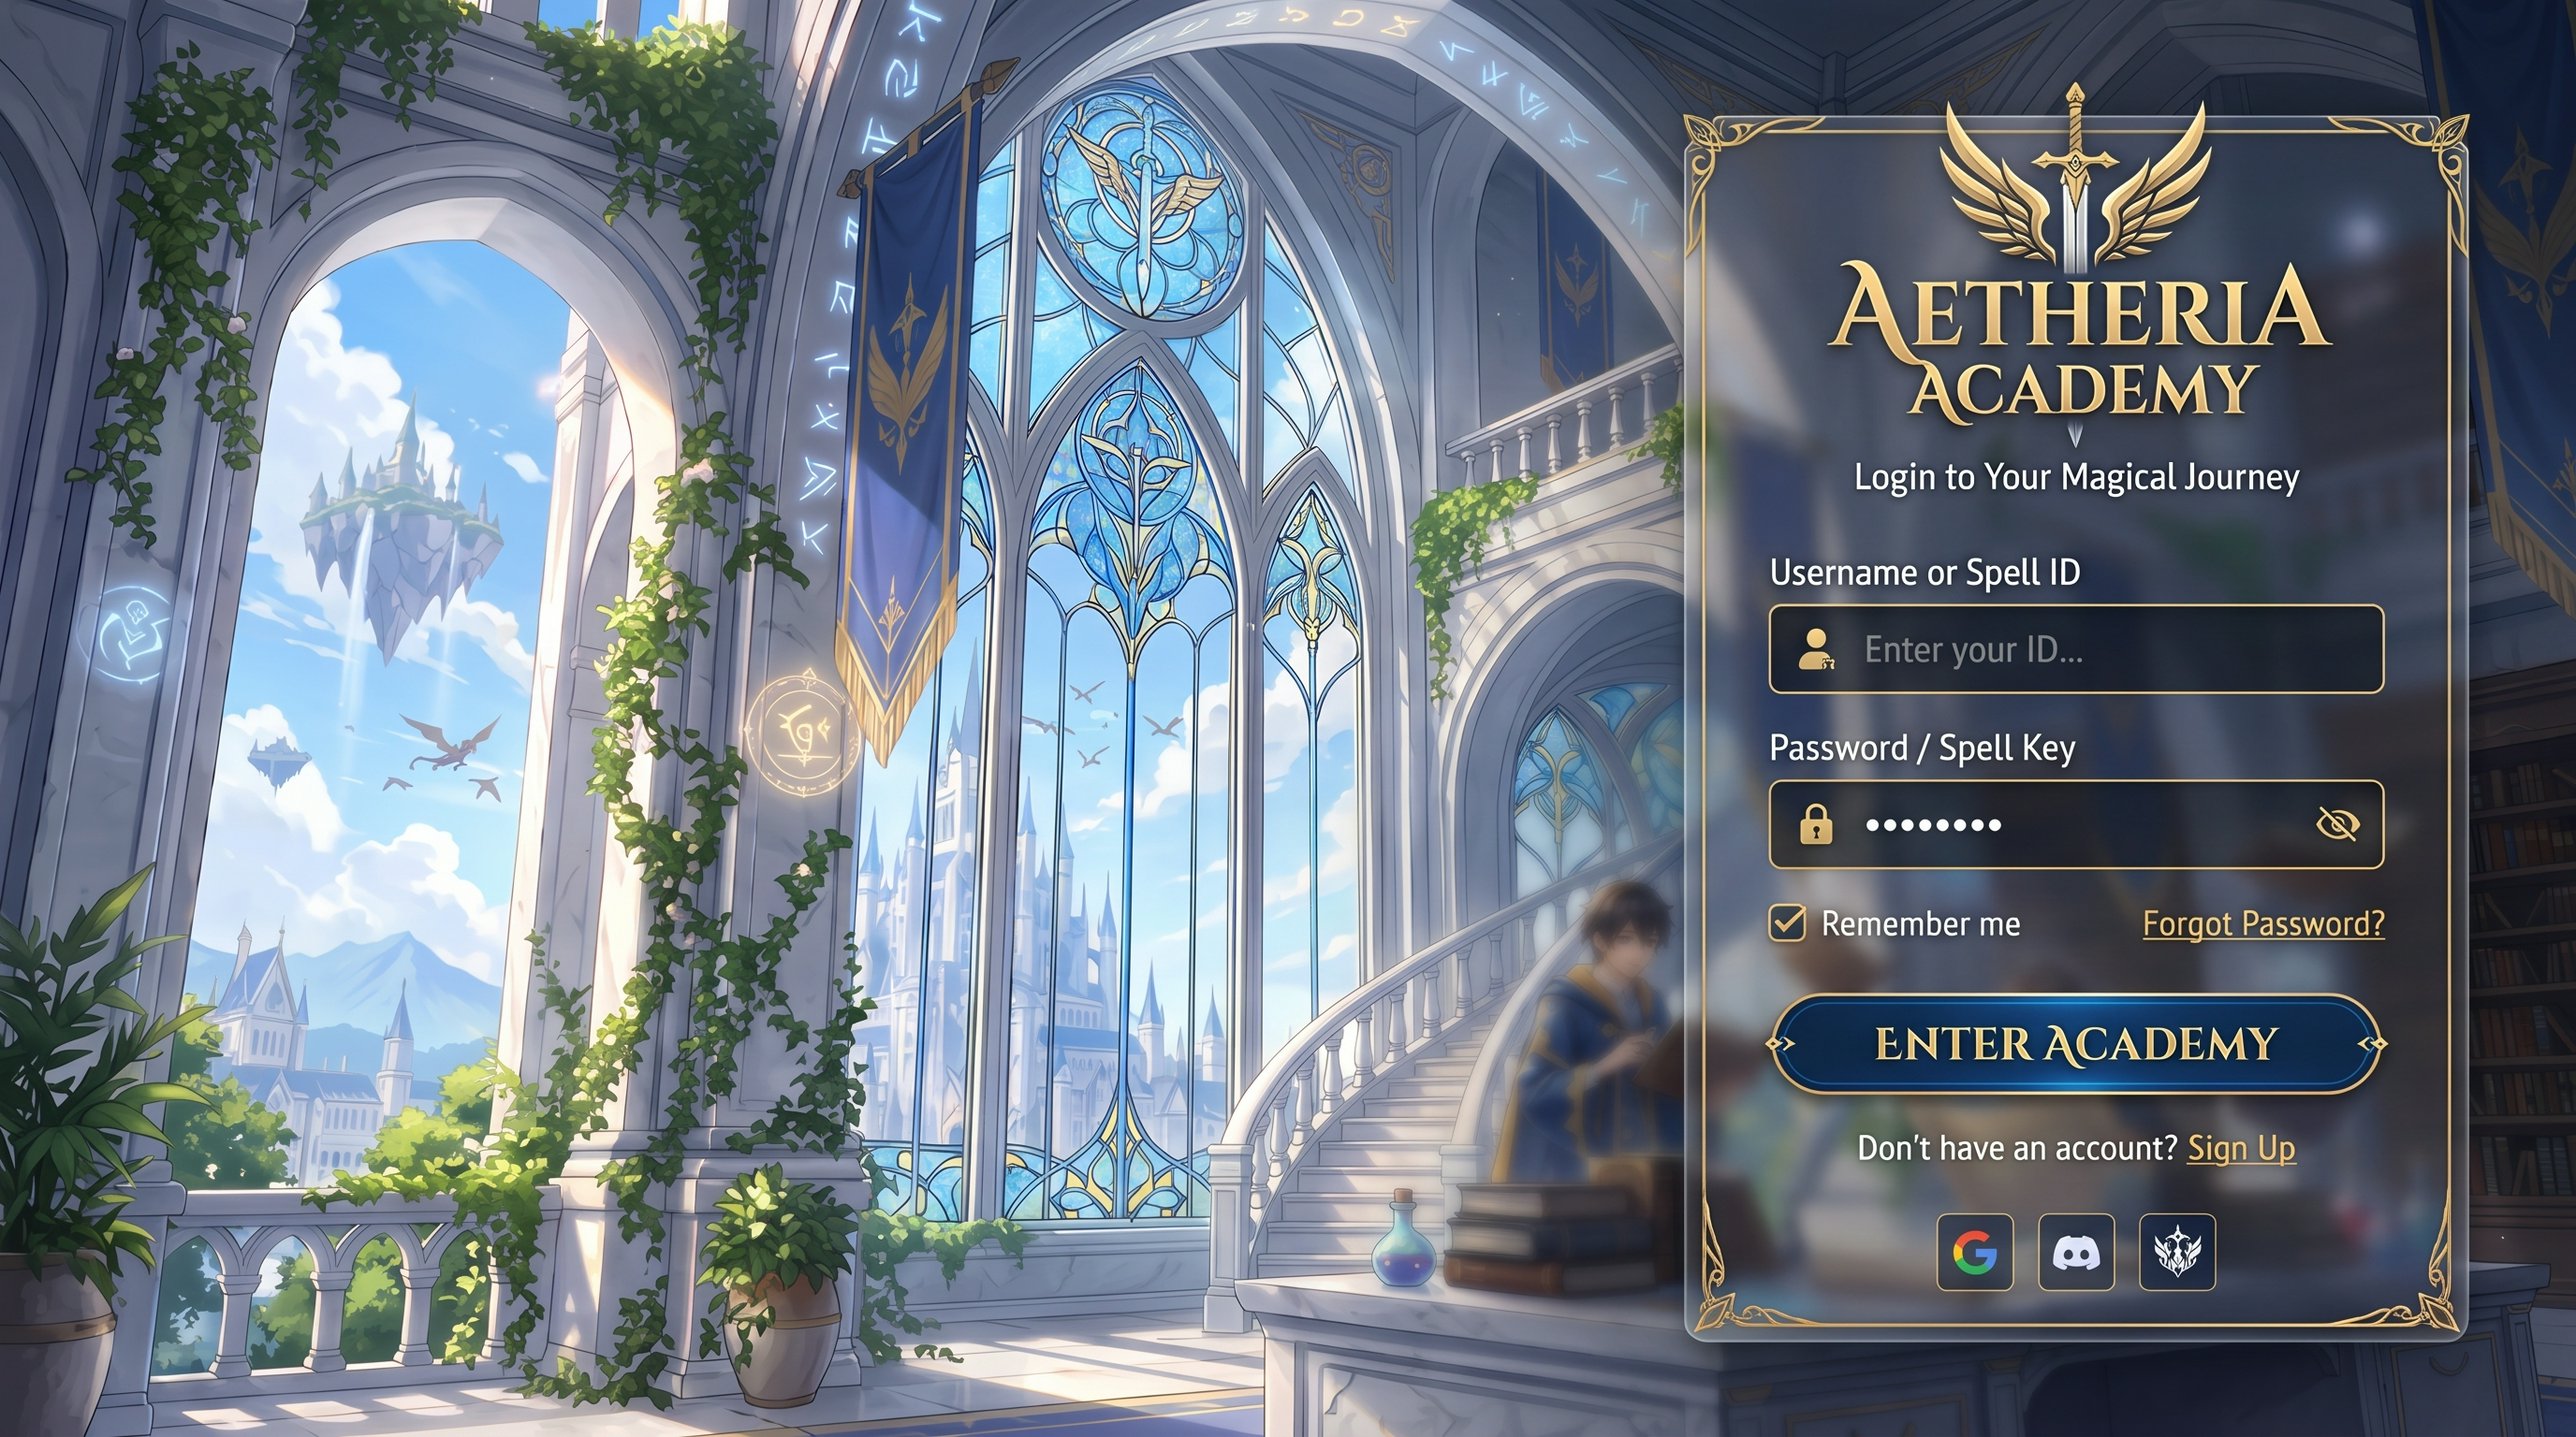 AETHERIA
ACADEMY
Login to Your Magical Journey
Username or Spell ID
Enter your ID...
Password / Spell Key
••••••••
Remember me
Forgot Password?
ENTER ACADEMY
Don't have an account? Sign Up
G